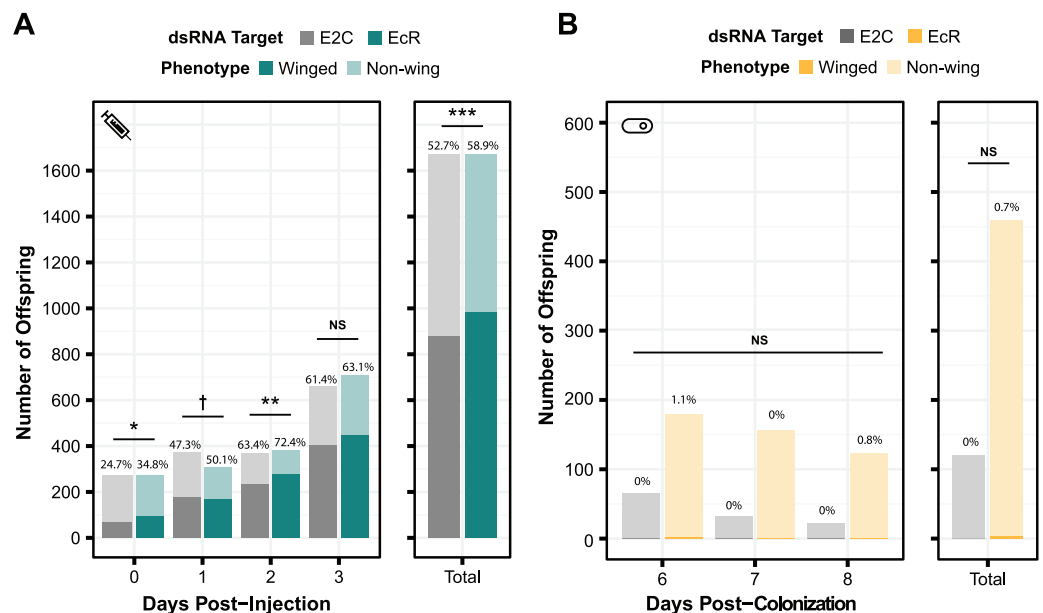 A
dsRNA Target E2C EcR
Phenotype Winged Non-wing
Number of Offspring
1600
1400
1200
1000
800
600
400
200
0
*
24.7% 34.8%
†
47.3% 50.1%
**
63.4% 72.4%
NS
61.4% 63.1%
***
52.7% 58.9%
0 1 2 3 Total
Days Post−Injection
B
dsRNA Target E2C EcR
Phenotype Winged Non-wing
Number of Offspring
600
500
400
300
200
100
0
NS
0% 1.1%
0% 0%
0% 0.8%
NS
0% 0.7%
6 7 8 Total
Days Post−Colonization